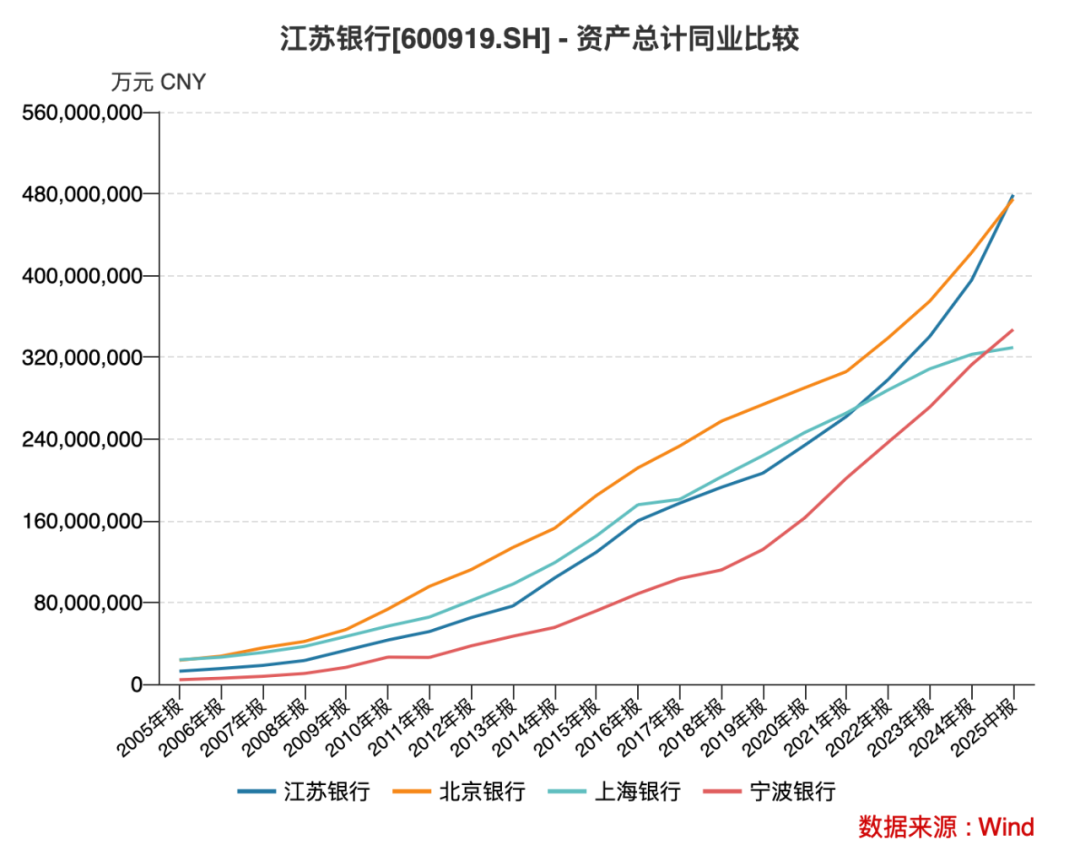 江苏银行[600919.SH] - 资产总计同业比较
万元 CNY
560,000,000
480,000,000
400,000,000
320,000,000
240,000,000
160,000,000
80,000,000
0
2005年报
2006年报
2007年报
2008年报
2009年报
2010年报
2011年报
2012年报
2013年报
2014年报
2015年报
2016年报
2017年报
2018年报
2019年报
2020年报
2021年报
2022年报
2023年报
2024年报
2025中报
江苏银行 北京银行 上海银行 宁波银行
数据来源：Wind